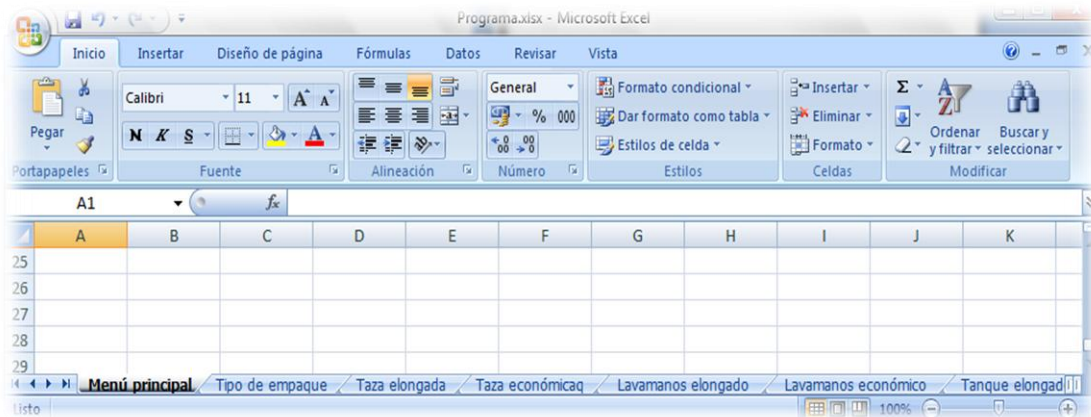 Programa.xlsx - Microsoft Excel
Inicio Insertar Diseño de página Fórmulas Datos Revisar Vista
Pegar
Portapapeles
Calibri 11
N K S
Fuente
Alineación
General
% 000
Número
Formato condicional
Dar formato como tabla
Estilos de celda
Estilos
Insertar
Eliminar
Formato
Celdas
Σ
Ordenar y filtrar
Buscar y seleccionar
Modificar
A1 fx
A B C D E F G H I J K
25
26
27
28
29
Menú principal Tipo de empaque Taza elongada Taza económicaq Lavamanos elongado Lavamanos económico Tanque elongad
Listo 100%